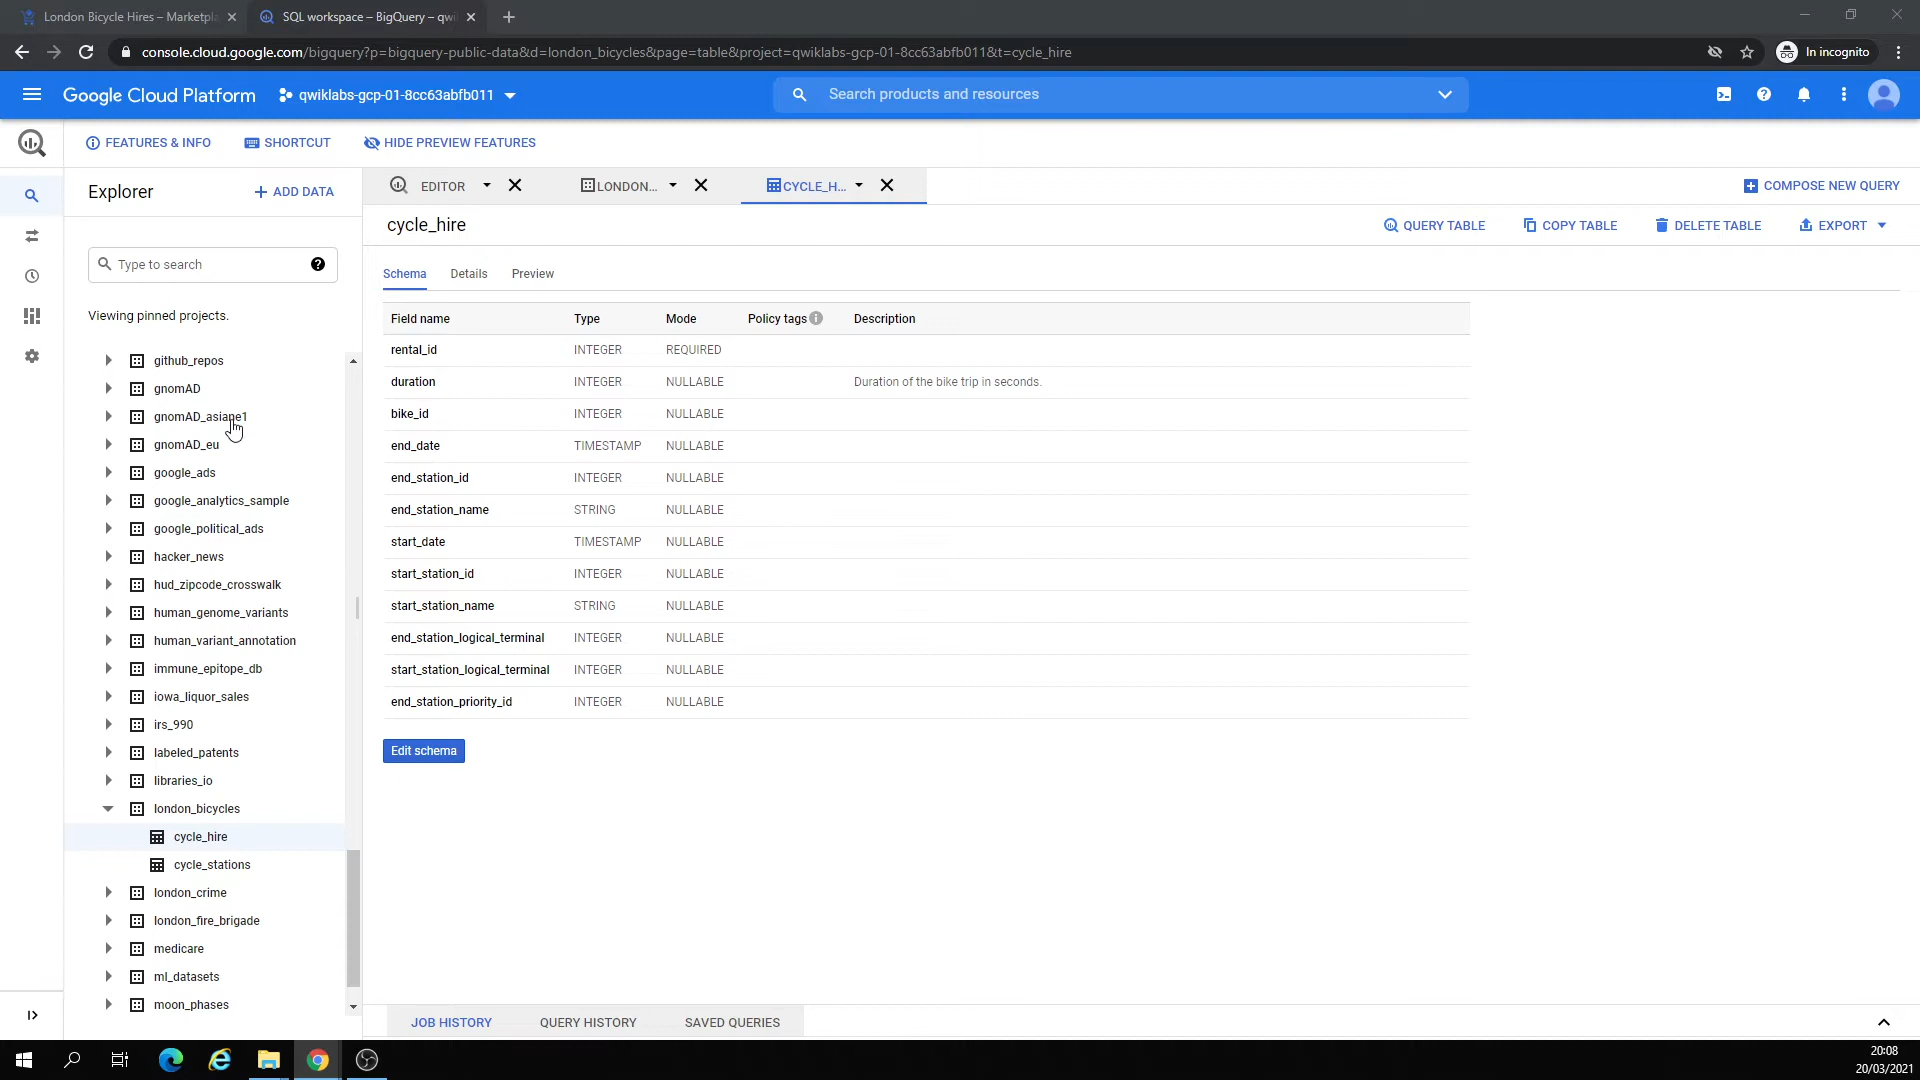 London Bicycle Hires – Marketpla
SQL workspace – BigQuery – qwi
console.cloud.google.com/bigquery?p=bigquery-public-data&d=london_bicycles&page=table&project=qwiklabs-gcp-01-8cc63abfb011&t=cycle_hire
In incognito
Google Cloud Platform
qwiklabs-gcp-01-8cc63abfb011
Search products and resources
FEATURES & INFO
SHORTCUT
HIDE PREVIEW FEATURES
Explorer
ADD DATA
EDITOR
LONDON...
CYCLE_H...
COMPOSE NEW QUERY
cycle_hire
QUERY TABLE
COPY TABLE
DELETE TABLE
EXPORT
Type to search
Viewing pinned projects.
github_repos
gnomAD
gnomAD_asiane1
gnomAD_eu
google_ads
google_analytics_sample
google_political_ads
hacker_news
hud_zipcode_crosswalk
human_genome_variants
human_variant_annotation
immune_epitope_db
iowa_liquor_sales
irs_990
labeled_patents
libraries_io
london_bicycles
cycle_hire
cycle_stations
london_crime
london_fire_brigade
medicare
ml_datasets
moon_phases
Schema Details Preview
Field name Type Mode Policy tags Description
rental_id INTEGER REQUIRED
duration INTEGER NULLABLE Duration of the bike trip in seconds.
bike_id INTEGER NULLABLE
end_date TIMESTAMP NULLABLE
end_station_id INTEGER NULLABLE
end_station_name STRING NULLABLE
start_date TIMESTAMP NULLABLE
start_station_id INTEGER NULLABLE
start_station_name STRING NULLABLE
end_station_logical_terminal INTEGER NULLABLE
start_station_logical_terminal INTEGER NULLABLE
end_station_priority_id INTEGER NULLABLE
Edit schema
JOB HISTORY QUERY HISTORY SAVED QUERIES
20:08
20/03/2021